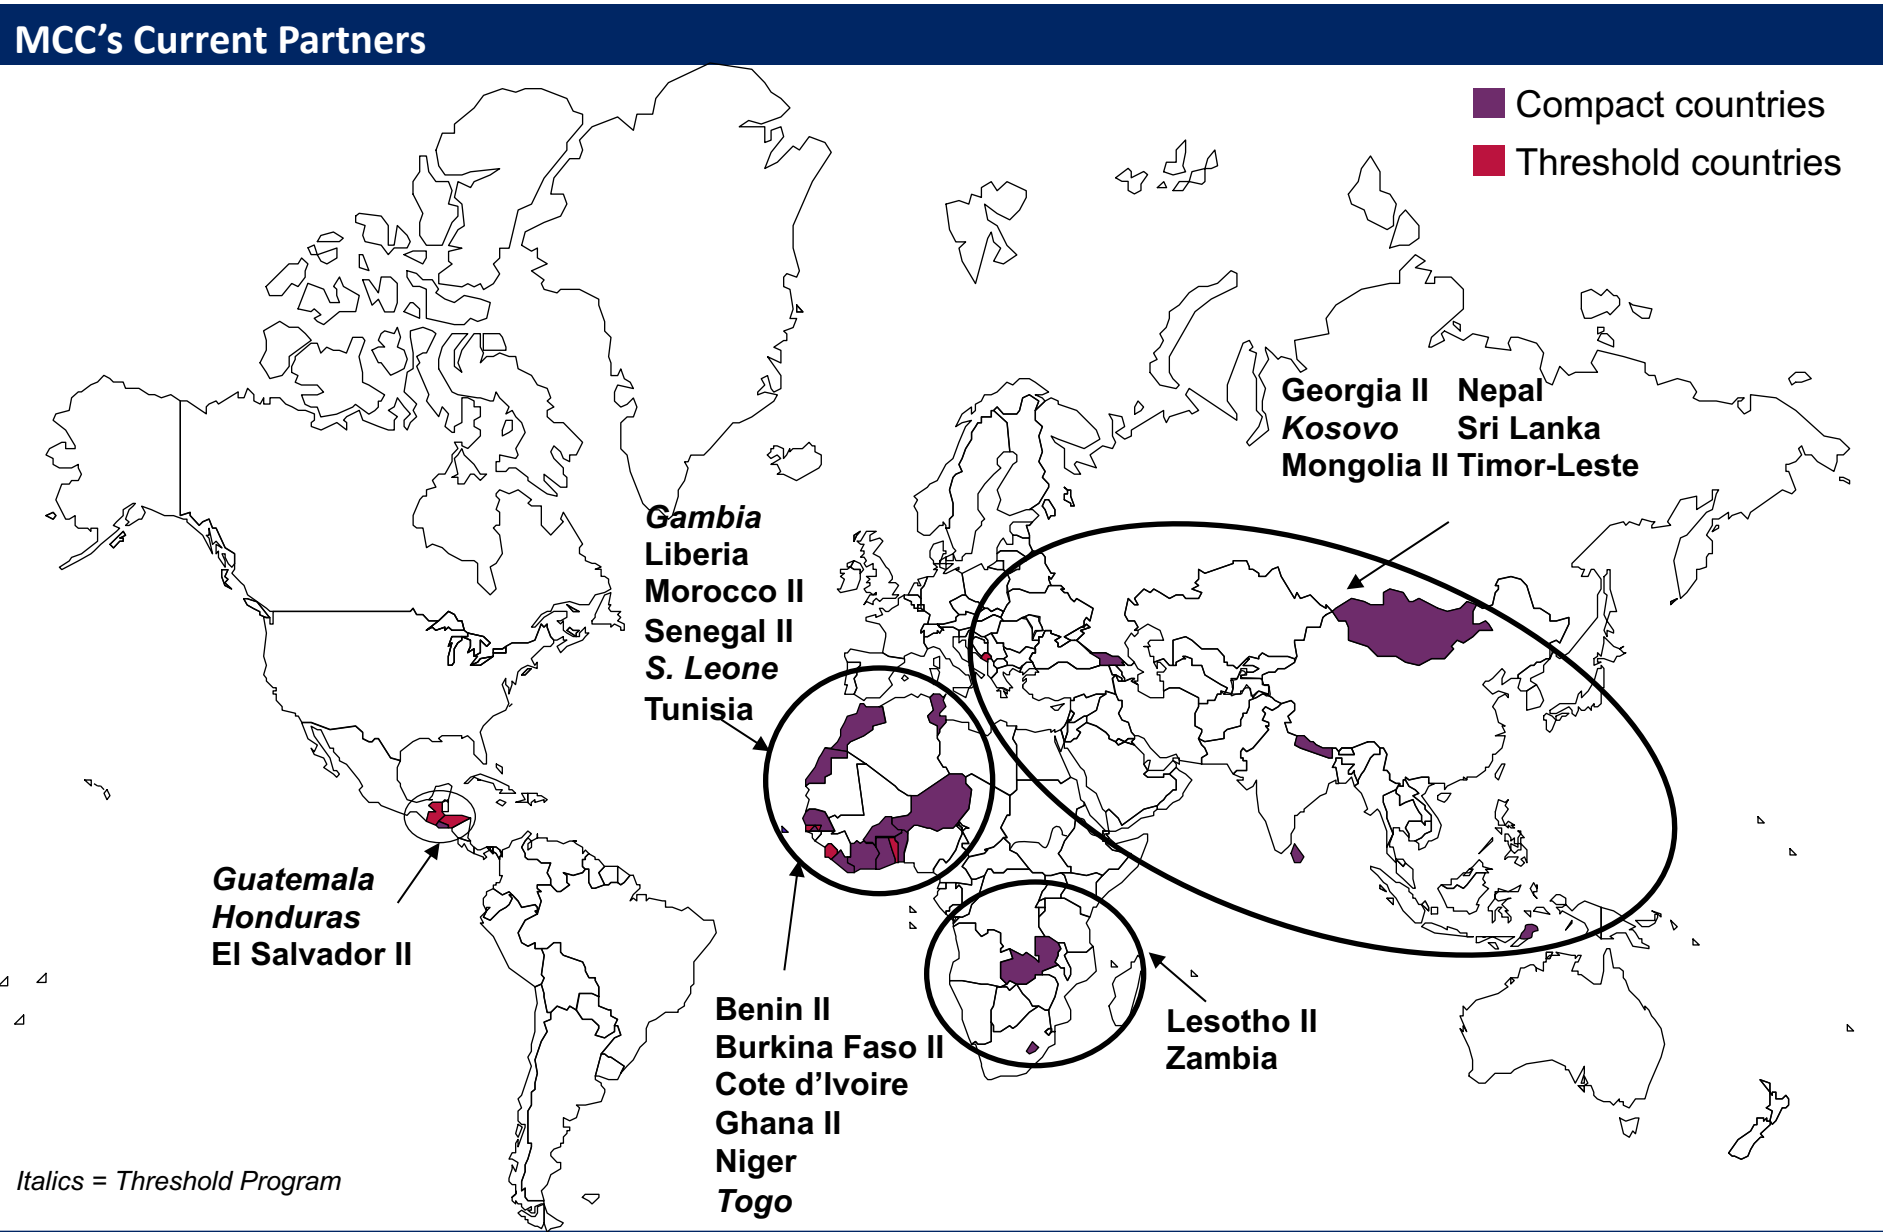 MCC’s Current Partners
Compact countries
Threshold countries
Georgia II Nepal
Kosovo Sri Lanka
Mongolia II Timor-Leste
Gambia
Liberia
Morocco II
Senegal II
S. Leone
Tunisia
Guatemala
Honduras
El Salvador II
Benin II
Burkina Faso II
Cote d’Ivoire
Ghana II
Niger
Togo
Lesotho II
Zambia
Italics = Threshold Program